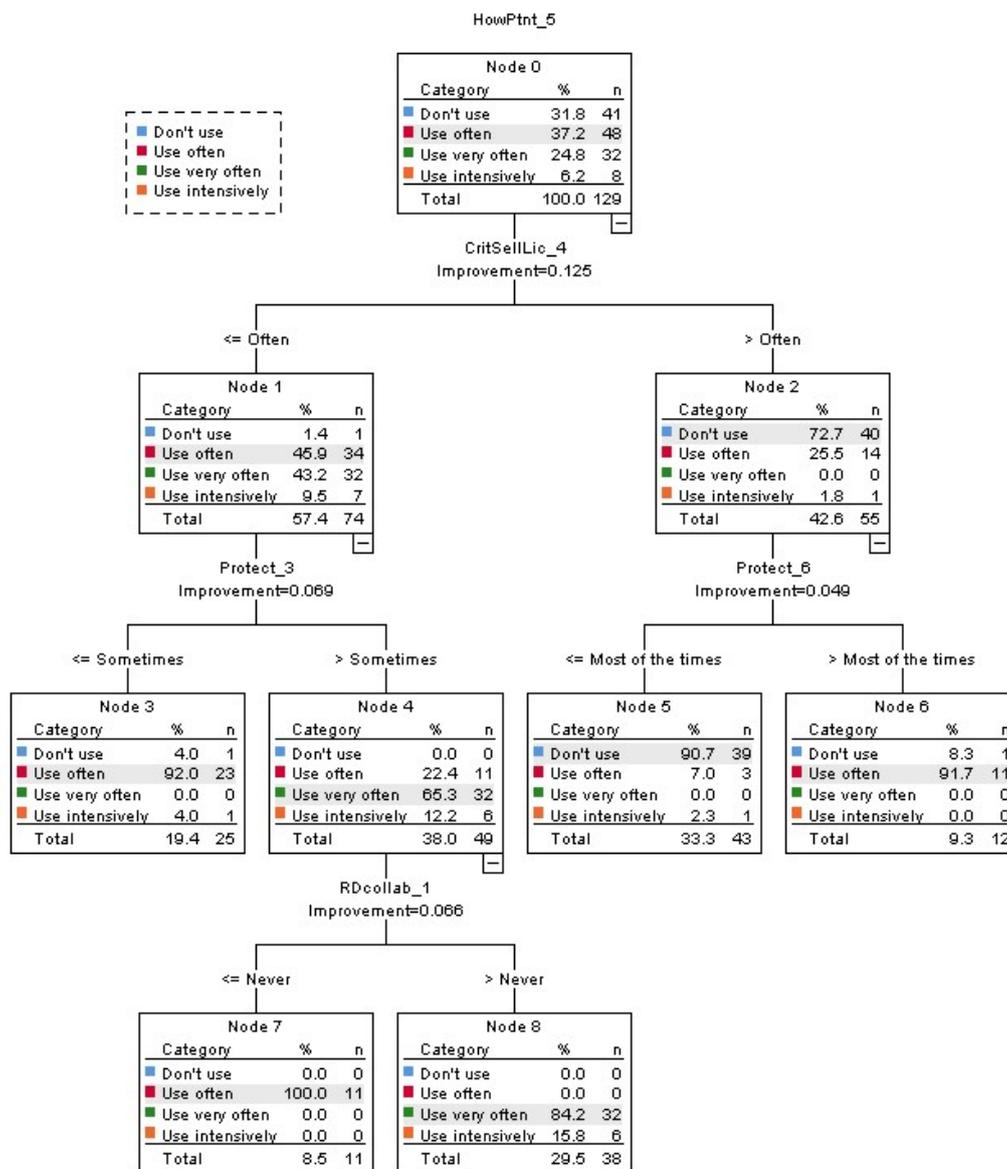 HowPtnt_5
Don't use
Use often
Use very often
Use intensively
Node 0
Category % n
Don't use 31.8 41
Use often 37.2 48
Use very often 24.8 32
Use intensively 6.2 8
Total 100.0 129
CritSellLic_4
Improvement=0.125
<= Often
> Often
Node 1
Category % n
Don't use 1.4 1
Use often 45.9 34
Use very often 43.2 32
Use intensively 9.5 7
Total 57.4 74
Node 2
Category % n
Don't use 72.7 40
Use often 25.5 14
Use very often 0.0 0
Use intensively 1.8 1
Total 42.6 55
Protect_3
Improvement=0.069
Protect_6
Improvement=0.049
<= Sometimes
> Sometimes
<= Most of the times
> Most of the times
Node 3
Category % n
Don't use 4.0 1
Use often 92.0 23
Use very often 0.0 0
Use intensively 4.0 1
Total 19.4 25
Node 4
Category % n
Don't use 0.0 0
Use often 22.4 11
Use very often 65.3 32
Use intensively 12.2 6
Total 38.0 49
Node 5
Category % n
Don't use 90.7 39
Use often 7.0 3
Use very often 0.0 0
Use intensively 2.3 1
Total 33.3 43
Node 6
Category % n
Don't use 8.3 1
Use often 91.7 11
Use very often 0.0 0
Use intensively 0.0 0
Total 9.3 12
RDcollab_1
Improvement=0.066
<= Never
> Never
Node 7
Category % n
Don't use 0.0 0
Use often 100.0 11
Use very often 0.0 0
Use intensively 0.0 0
Total 8.5 11
Node 8
Category % n
Don't use 0.0 0
Use often 0.0 0
Use very often 84.2 32
Use intensively 15.8 6
Total 29.5 38